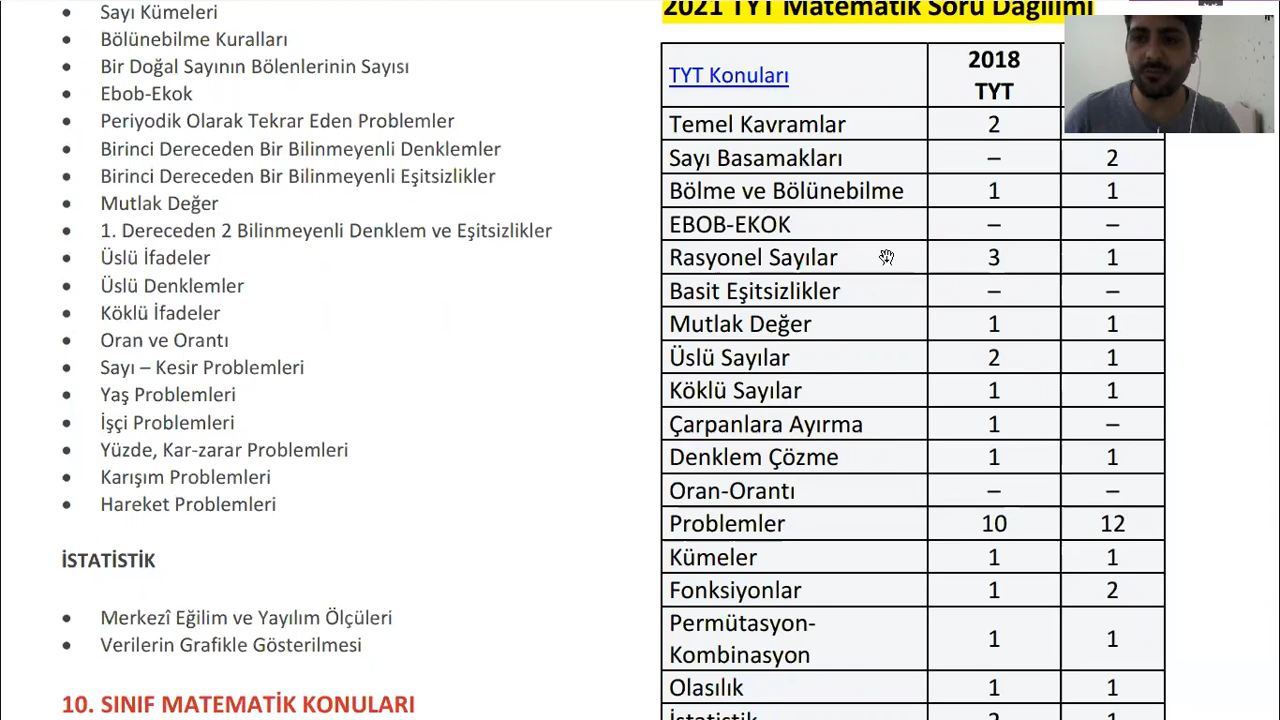 Sayı Kümeleri
Bölünebilme Kuralları
Bir Doğal Sayının Bölenlerinin Sayısı
Ebob-Ekok
Periyodik Olarak Tekrar Eden Problemler
Birinci Dereceden Bir Bilinmeyenli Denklemler
Birinci Dereceden Bir Bilinmeyenli Eşitsizlikler
Mutlak Değer
1. Dereceden 2 Bilinmeyenli Denklem ve Eşitsizlikler
Üslü İfadeler
Üslü Denklemler
Köklü İfadeler
Oran ve Orantı
Sayı – Kesir Problemleri
Yaş Problemleri
İşçi Problemleri
Yüzde, Kar-zarar Problemleri
Karışım Problemleri
Hareket Problemleri
İSTATİSTİK
Merkezî Eğilim ve Yayılım Ölçüleri
Verilerin Grafikle Gösterilmesi
10. SINIF MATEMATİK KONULARI
2021 TYT Matematik Soru Dağılımı
TYT Konuları 2018 TYT
Temel Kavramlar 2
Sayı Basamakları – 2
Bölme ve Bölünebilme 1 1
EBOB-EKOK – –
Rasyonel Sayılar 3 1
Basit Eşitsizlikler – –
Mutlak Değer 1 1
Üslü Sayılar 2 1
Köklü Sayılar 1 1
Çarpanlara Ayırma 1 –
Denklem Çözme 1 1
Oran-Orantı – –
Problemler 10 12
Kümeler 1 1
Fonksiyonlar 1 2
Permütasyon-
Kombinasyon 1 1
Olasılık 1 1
İstatistik 2 1